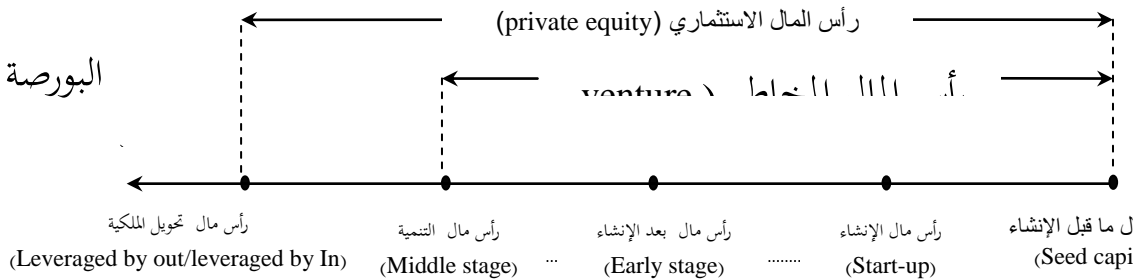 رأس المال الاستثماري (private equity)
البورصة
رأس مال تحويل الملكية
(Leveraged by out/leveraged by In)
رأس مال التنمية
(Middle stage)
...
رأس مال بعد الإنشاء
(Early stage)
........
رأس مال الإنشاء
(Start-up)
ما قبل الإنشاء
(Seed capi